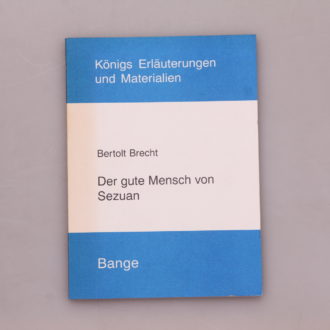 Königs Erläuterungen
und Materialien
Bertolt Brecht
Der gute Mensch von
Sezuan
Bange